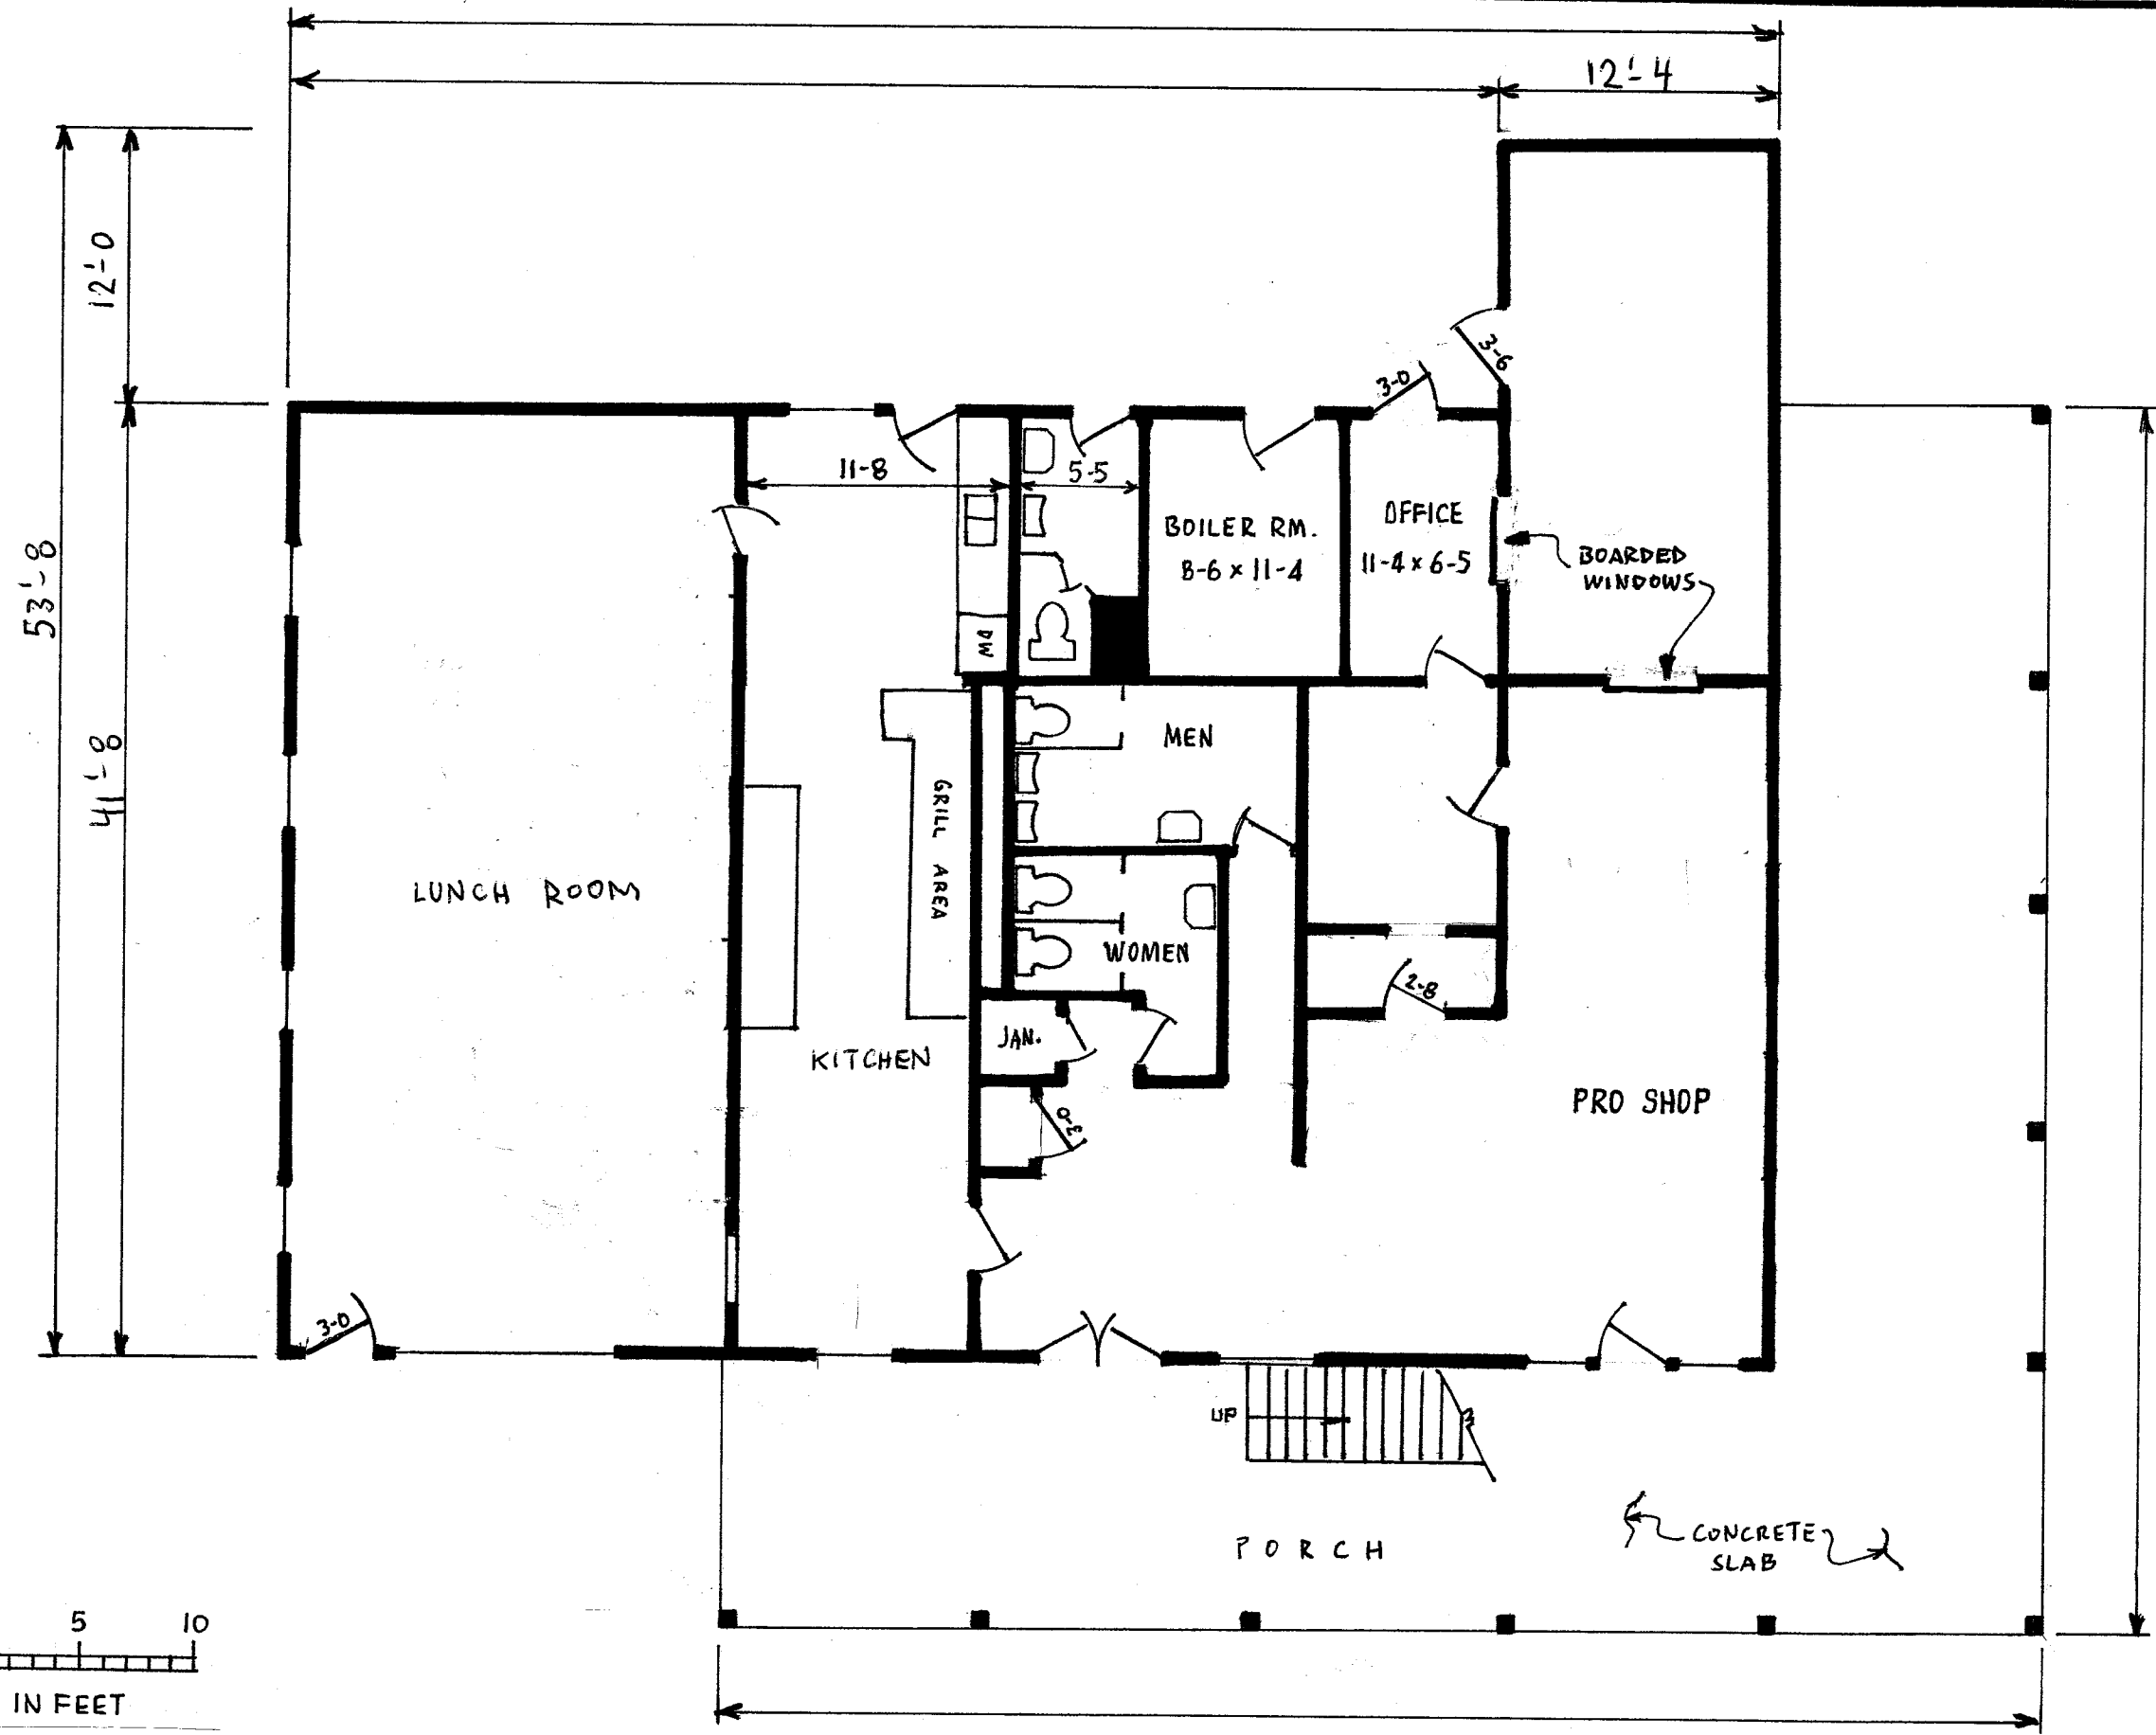 12'-4
12'-0
53'-8
41'-8
3-6
3-0
11-8
5-5
BOILER RM.
8-6 × 11-4
OFFICE
11-4 × 6-5
BOARDED
WINDOWS
DW
MEN
GRILL AREA
LUNCH ROOM
WOMEN
2-8
JAN.
KITCHEN
3-0
PRO SHOP
3-0
UP
PORCH
CONCRETE
SLAB
5 10
IN FEET